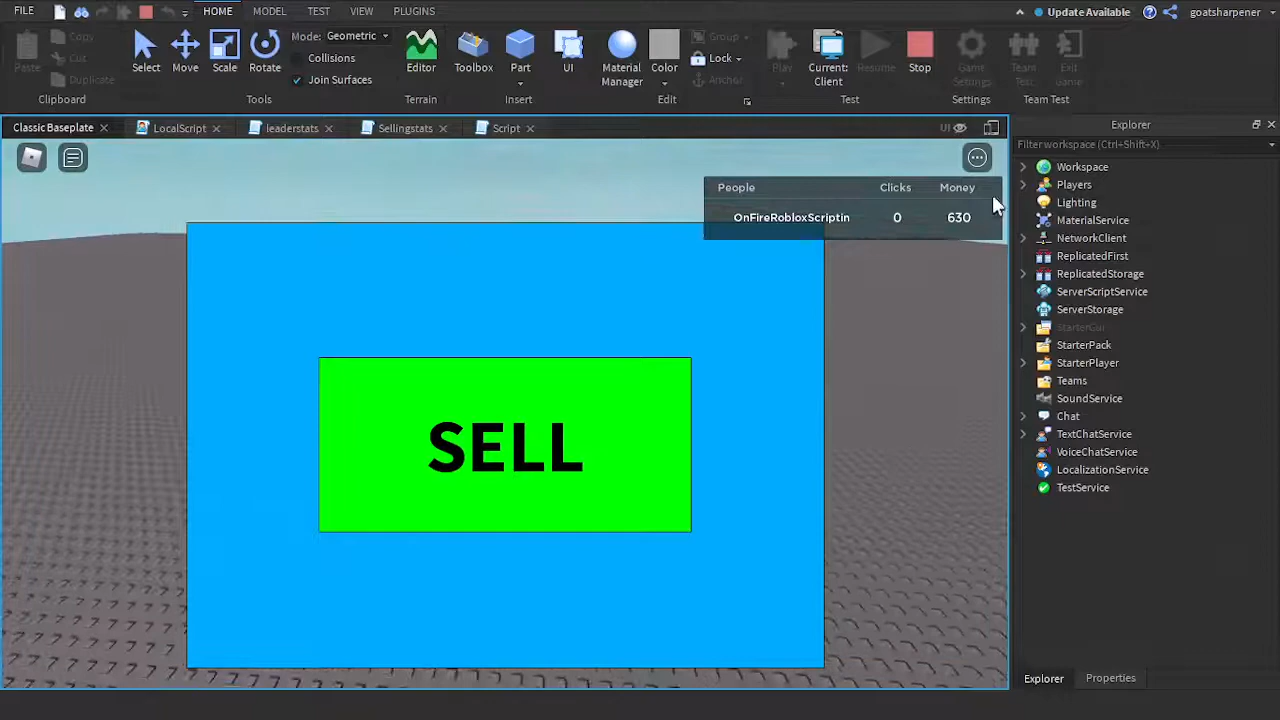 FILE HOME MODEL TEST VIEW PLUGINS Update Available goatsharpener
Paste Copy Cut Duplicate
Clipboard
Select Move Scale Rotate
Mode: Geometric
Collisions
Join Surfaces
Tools
Editor
Terrain
Toolbox Part UI
Insert
Material Manager Color
Group
Lock
Anchor
Edit
Play Current: Client Resume Stop
Test
Game Settings
Settings
Team Test Exit Game
Team Test
Classic Baseplate LocalScript leaderstats Sellingstats Script UI
People Clicks Money
OnFireRobloxScriptin 0 630
SELL
Explorer
Filter workspace (Ctrl+Shift+X)
Workspace
Players
Lighting
MaterialService
NetworkClient
ReplicatedFirst
ReplicatedStorage
ServerScriptService
ServerStorage
StarterGui
StarterPack
StarterPlayer
Teams
SoundService
Chat
TextChatService
VoiceChatService
LocalizationService
TestService
Explorer Properties